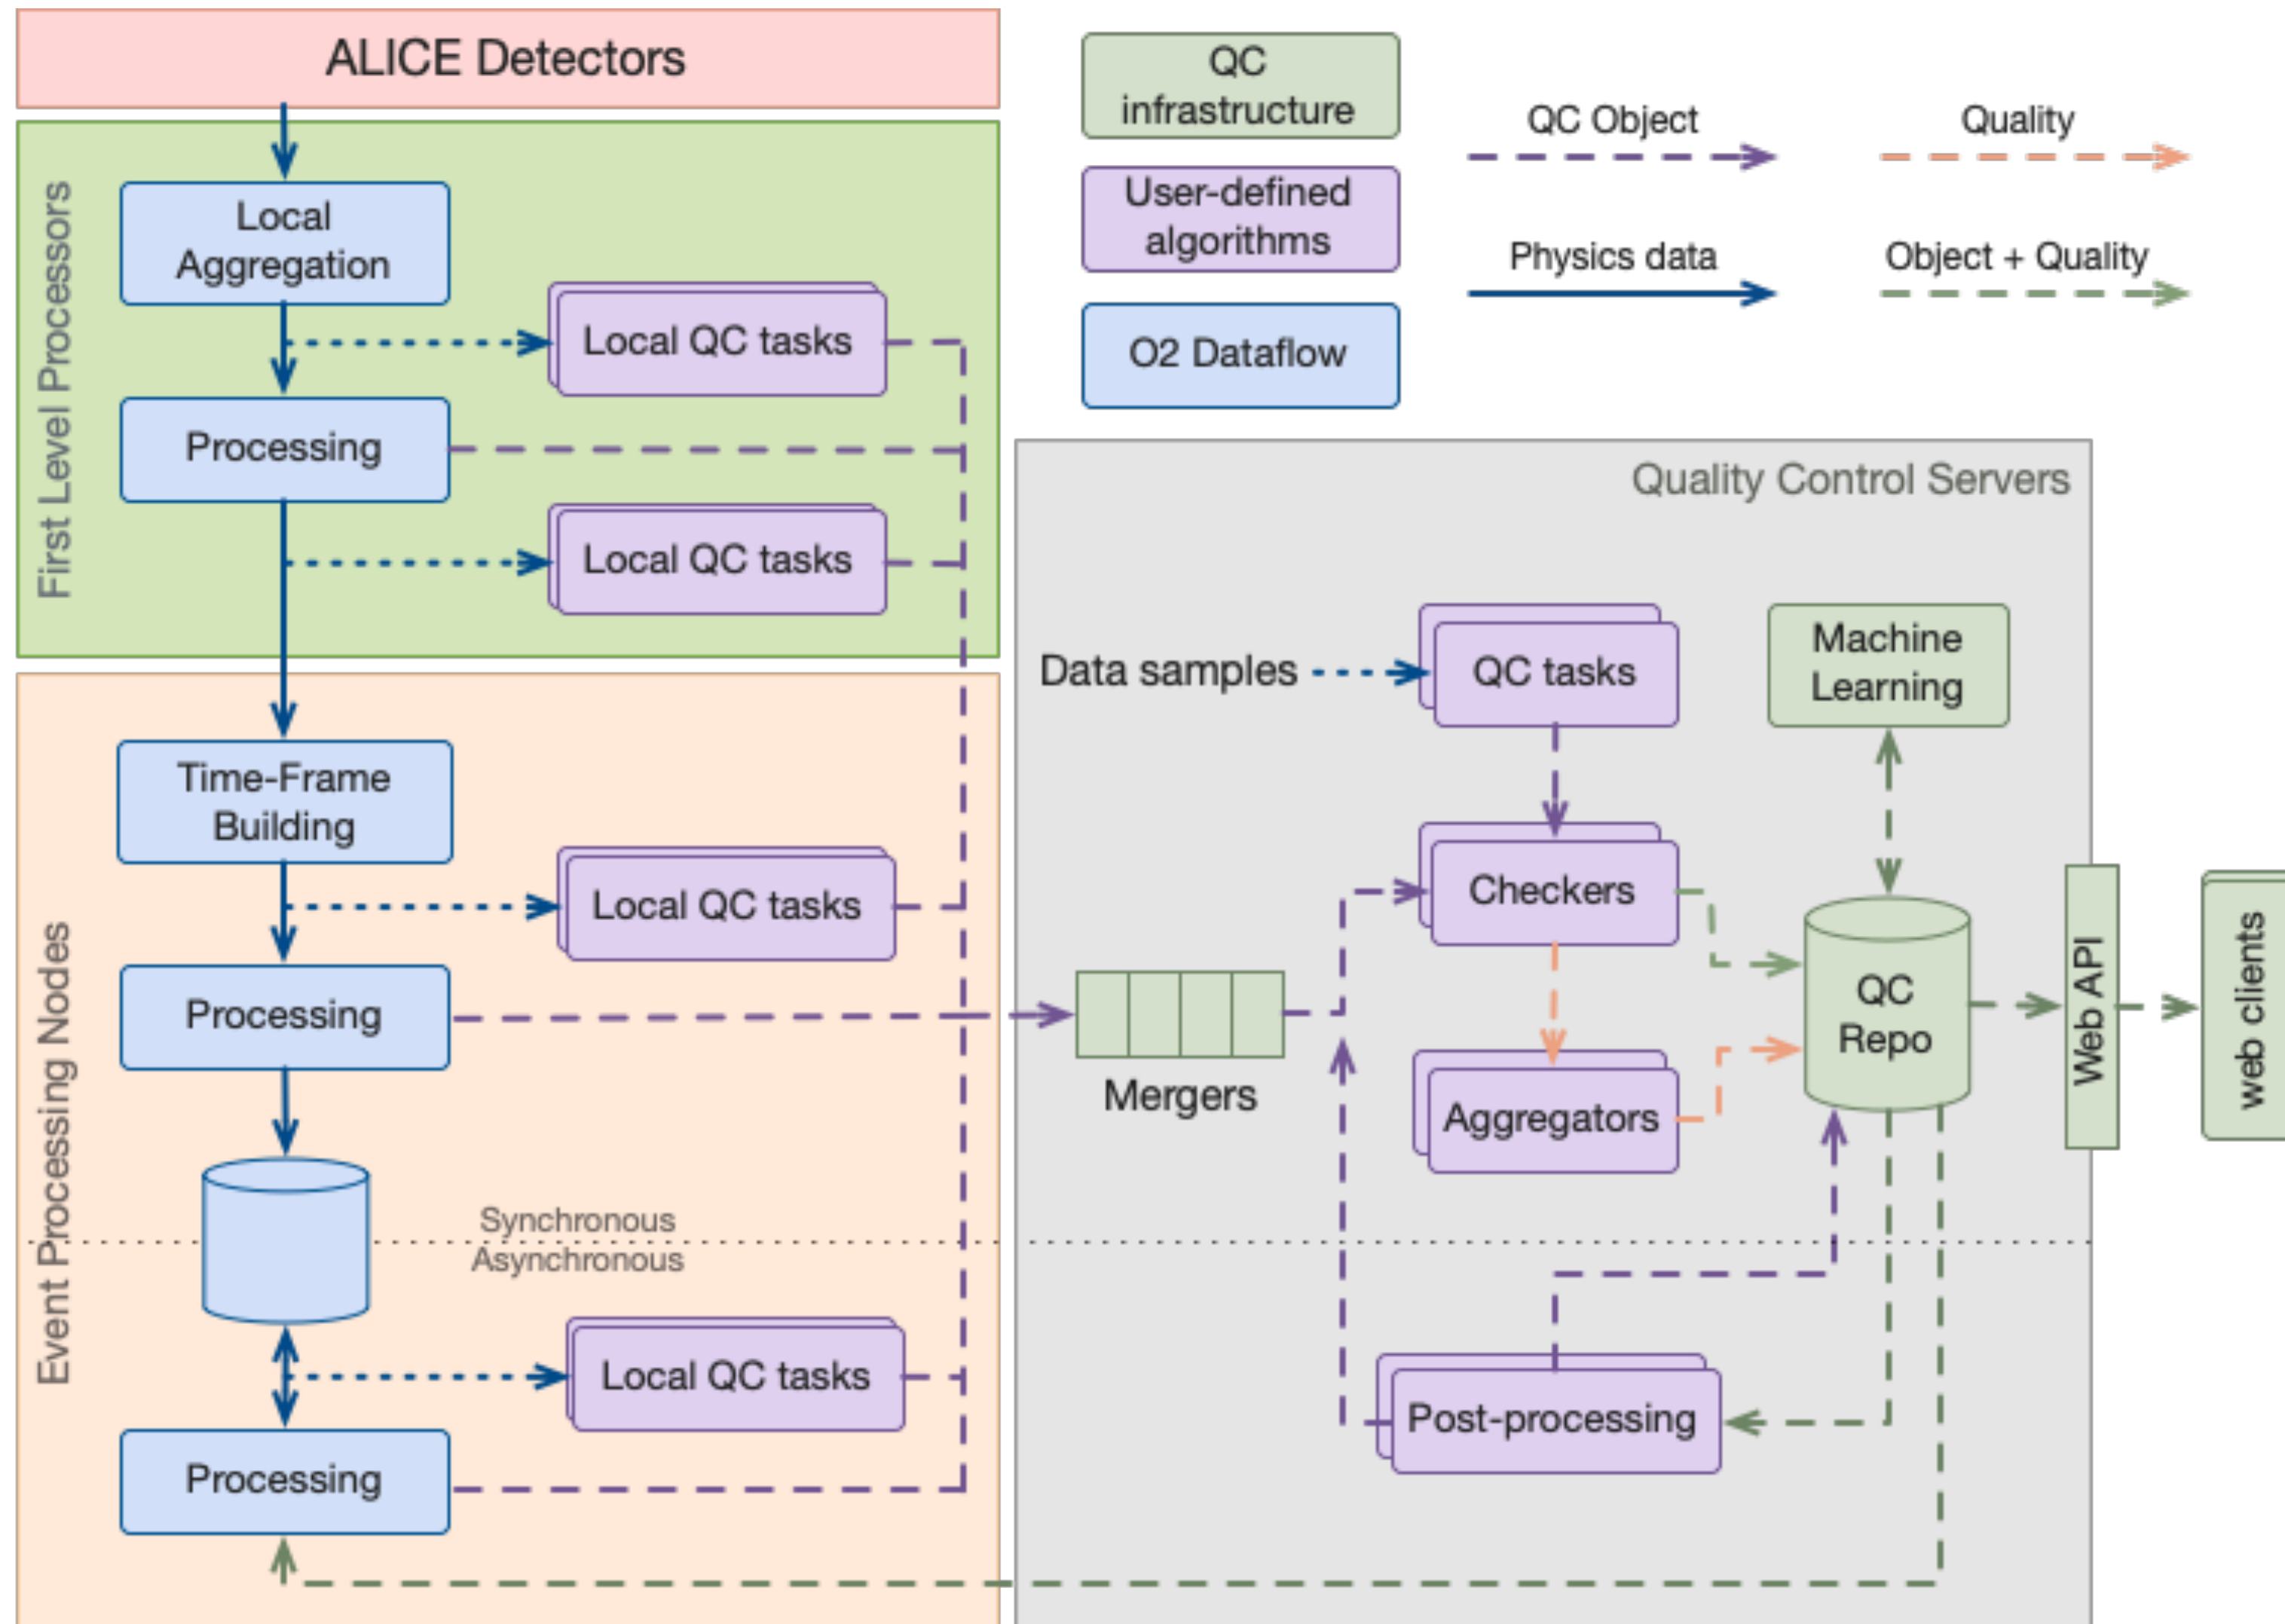 ALICE Detectors
First Level Processors
Local
Aggregation
Local QC tasks
Processing
Local QC tasks
Event Processing Nodes
Time-Frame
Building
Local QC tasks
Processing
Synchronous
Asynchronous
Local QC tasks
Processing
QC
infrastructure
User-defined
algorithms
O2 Dataflow
QC Object
Quality
Physics data
Object + Quality
Quality Control Servers
Data samples
QC tasks
Machine
Learning
Checkers
Mergers
Aggregators
QC
Repo
Web API
web clients
Post-processing